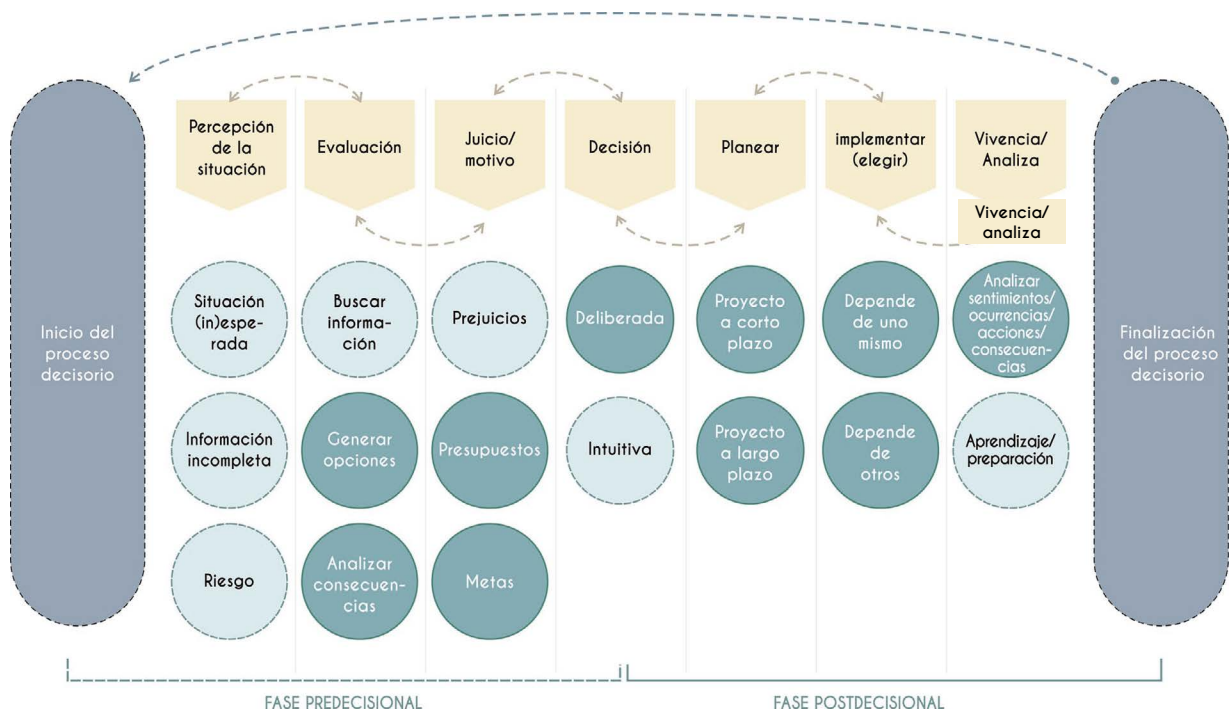 Inicio del
proceso
decisorio
Percepción
de la
situación
Evaluación
Juicio/
motivo
Decisión
Planear
implementar
(elegir)
Vivencia/
Analiza
Vivencia/
analiza
Situación
(in)espe-
rada
Buscar
informa-
ción
Prejuicios
Deliberada
Proyecto
a corto
plazo
Depende
de uno
mismo
Analizar
sentimientos/
ocurrencias/
acciones/
consecuen-
cias
Información
incompleta
Generar
opciones
Presupuestos
Intuitiva
Proyecto
a largo
plazo
Depende
de
otros
Aprendizaje/
preparación
Riesgo
Analizar
consecuen-
cias
Metas
Finalización
del proceso
decisorio
FASE PREDECISIONAL
FASE POSTDECISIONAL